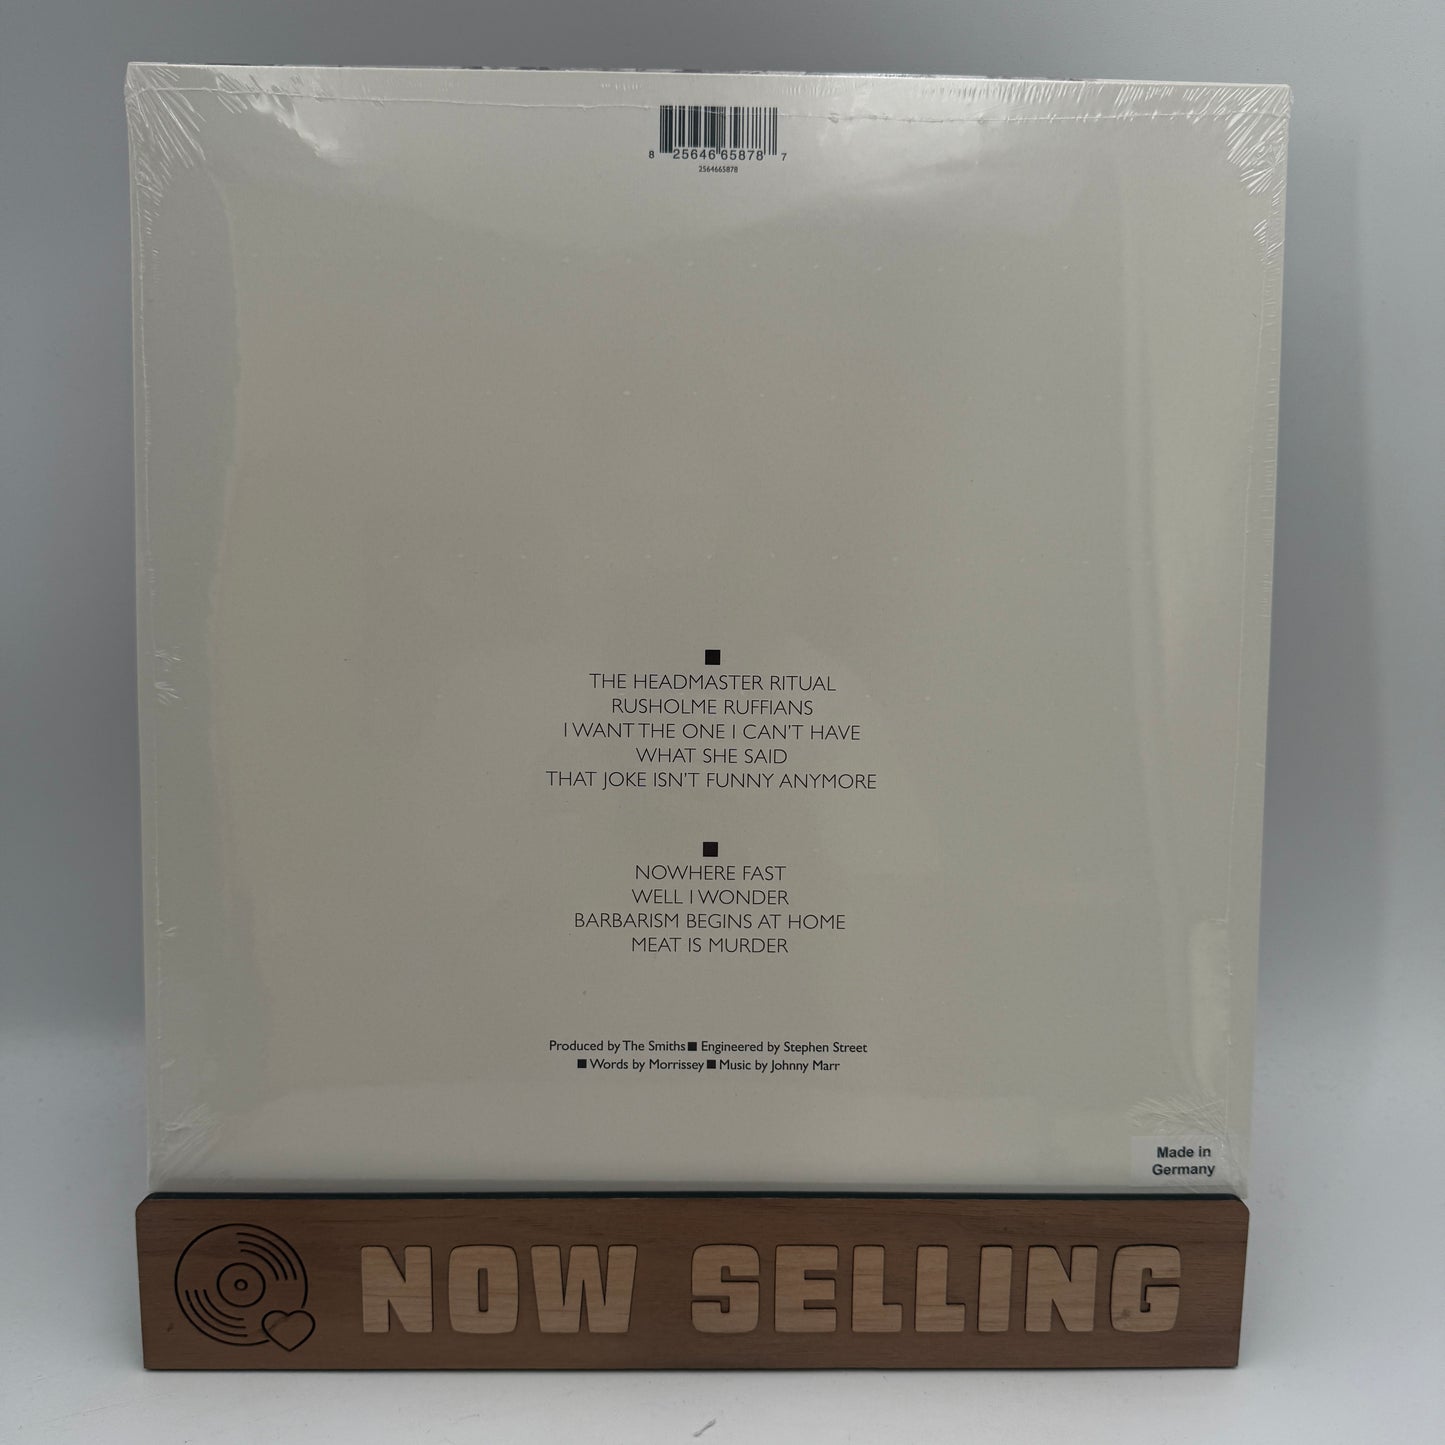 8 25646 65878 7
2564665878
THE HEADMASTER RITUAL
RUSHOLME RUFFIANS
I WANT THE ONE I CAN'T HAVE
WHAT SHE SAID
THAT JOKE ISN'T FUNNY ANYMORE
NOWHERE FAST
WELL I WONDER
BARBARISM BEGINS AT HOME
MEAT IS MURDER
Produced by The Smiths ■ Engineered by Stephen Street
■ Words by Morrissey ■ Music by Johnny Marr
Made in
Germany
NOW SELLING